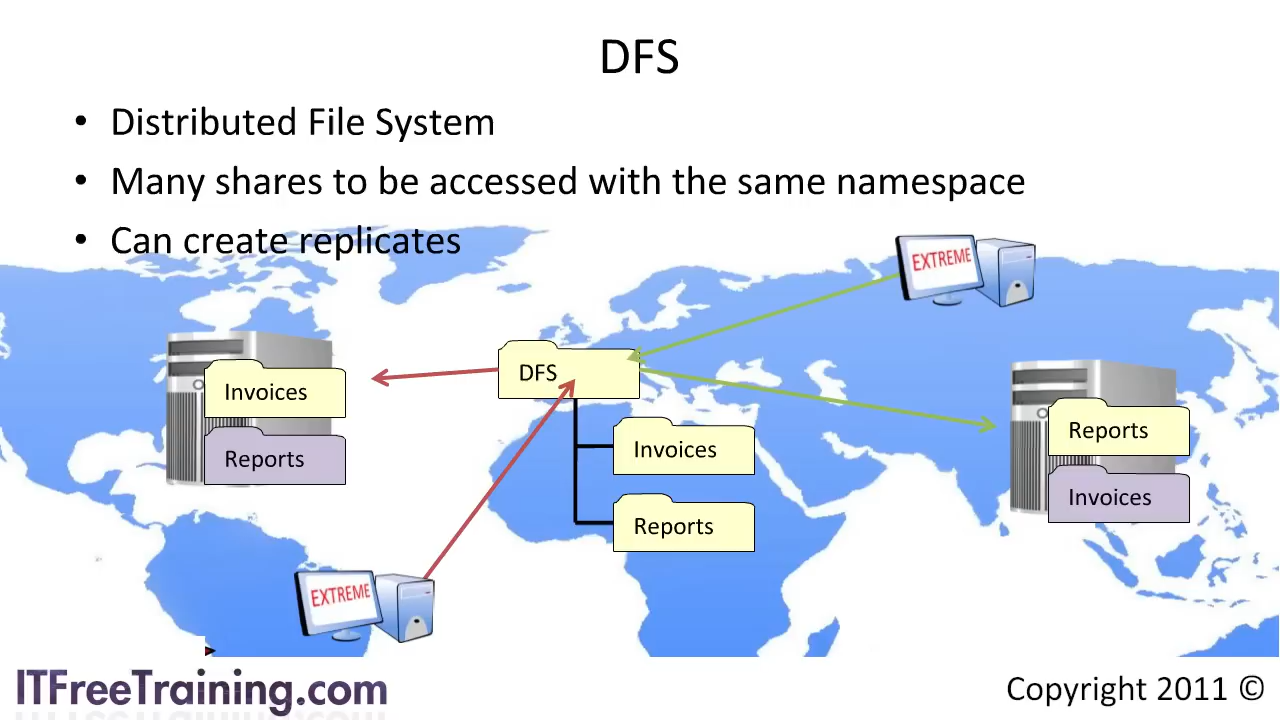 DFS
• Distributed File System
• Many shares to be accessed with the same namespace
• Can create replicates
EXTREME
DFS
Invoices
Reports
Invoices
Reports
Reports
Invoices
EXTREME
ITFreeTraining.com
Copyright 2011 ©